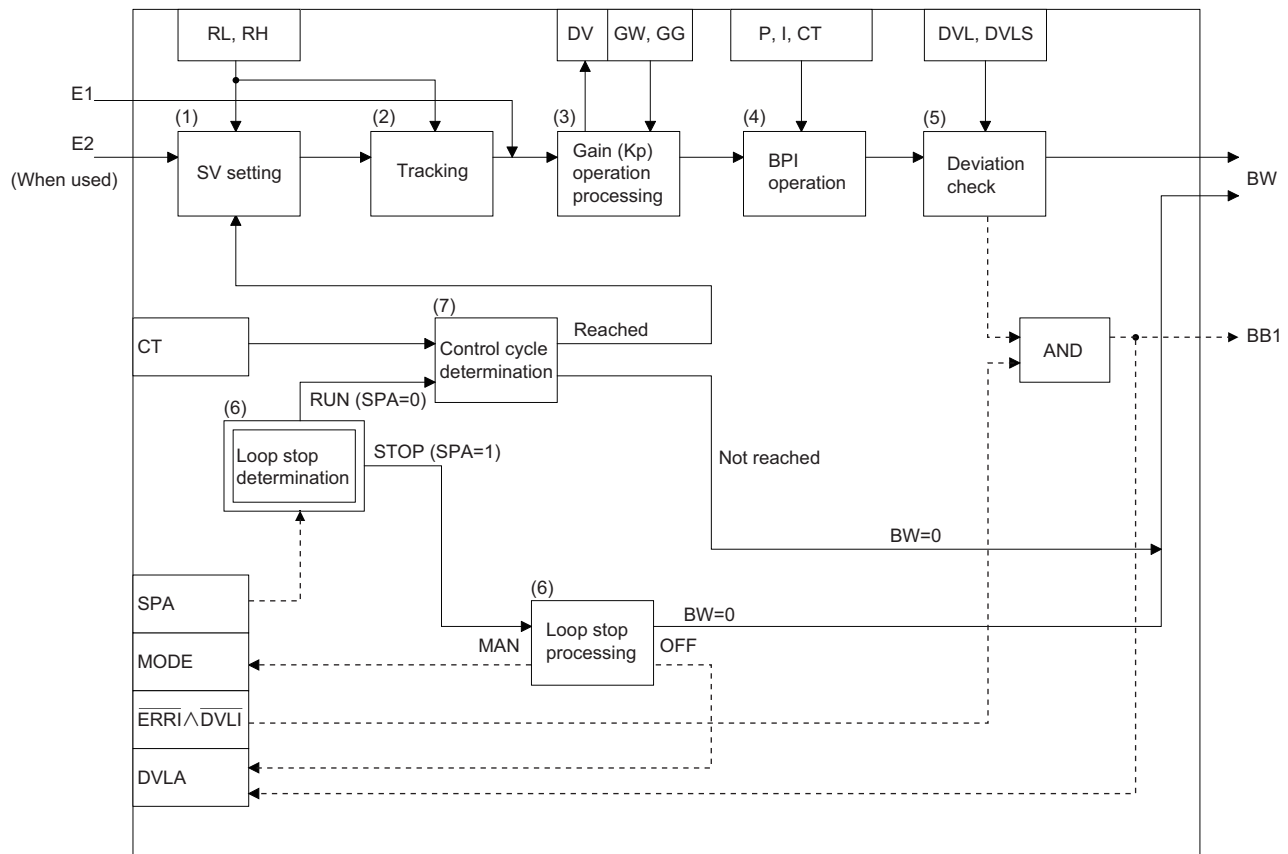 RL, RH
DV
GW, GG
P, I, CT
DVL, DVLS
E1
(1)
(2)
(3)
(4)
(5)
E2
(When used)
SV setting
Tracking
Gain (Kp)
operation
processing
BPI
operation
Deviation
check
BW
(7)
CT
Control cycle
determination
Reached
AND
BB1
RUN (SPA=0)
(6)
Loop stop
determination
STOP (SPA=1)
Not reached
BW=0
SPA
(6)
Loop stop
processing
BW=0
MAN
OFF
MODE
E̅R̅R̅I̅∧D̅V̅L̅I̅
DVLA